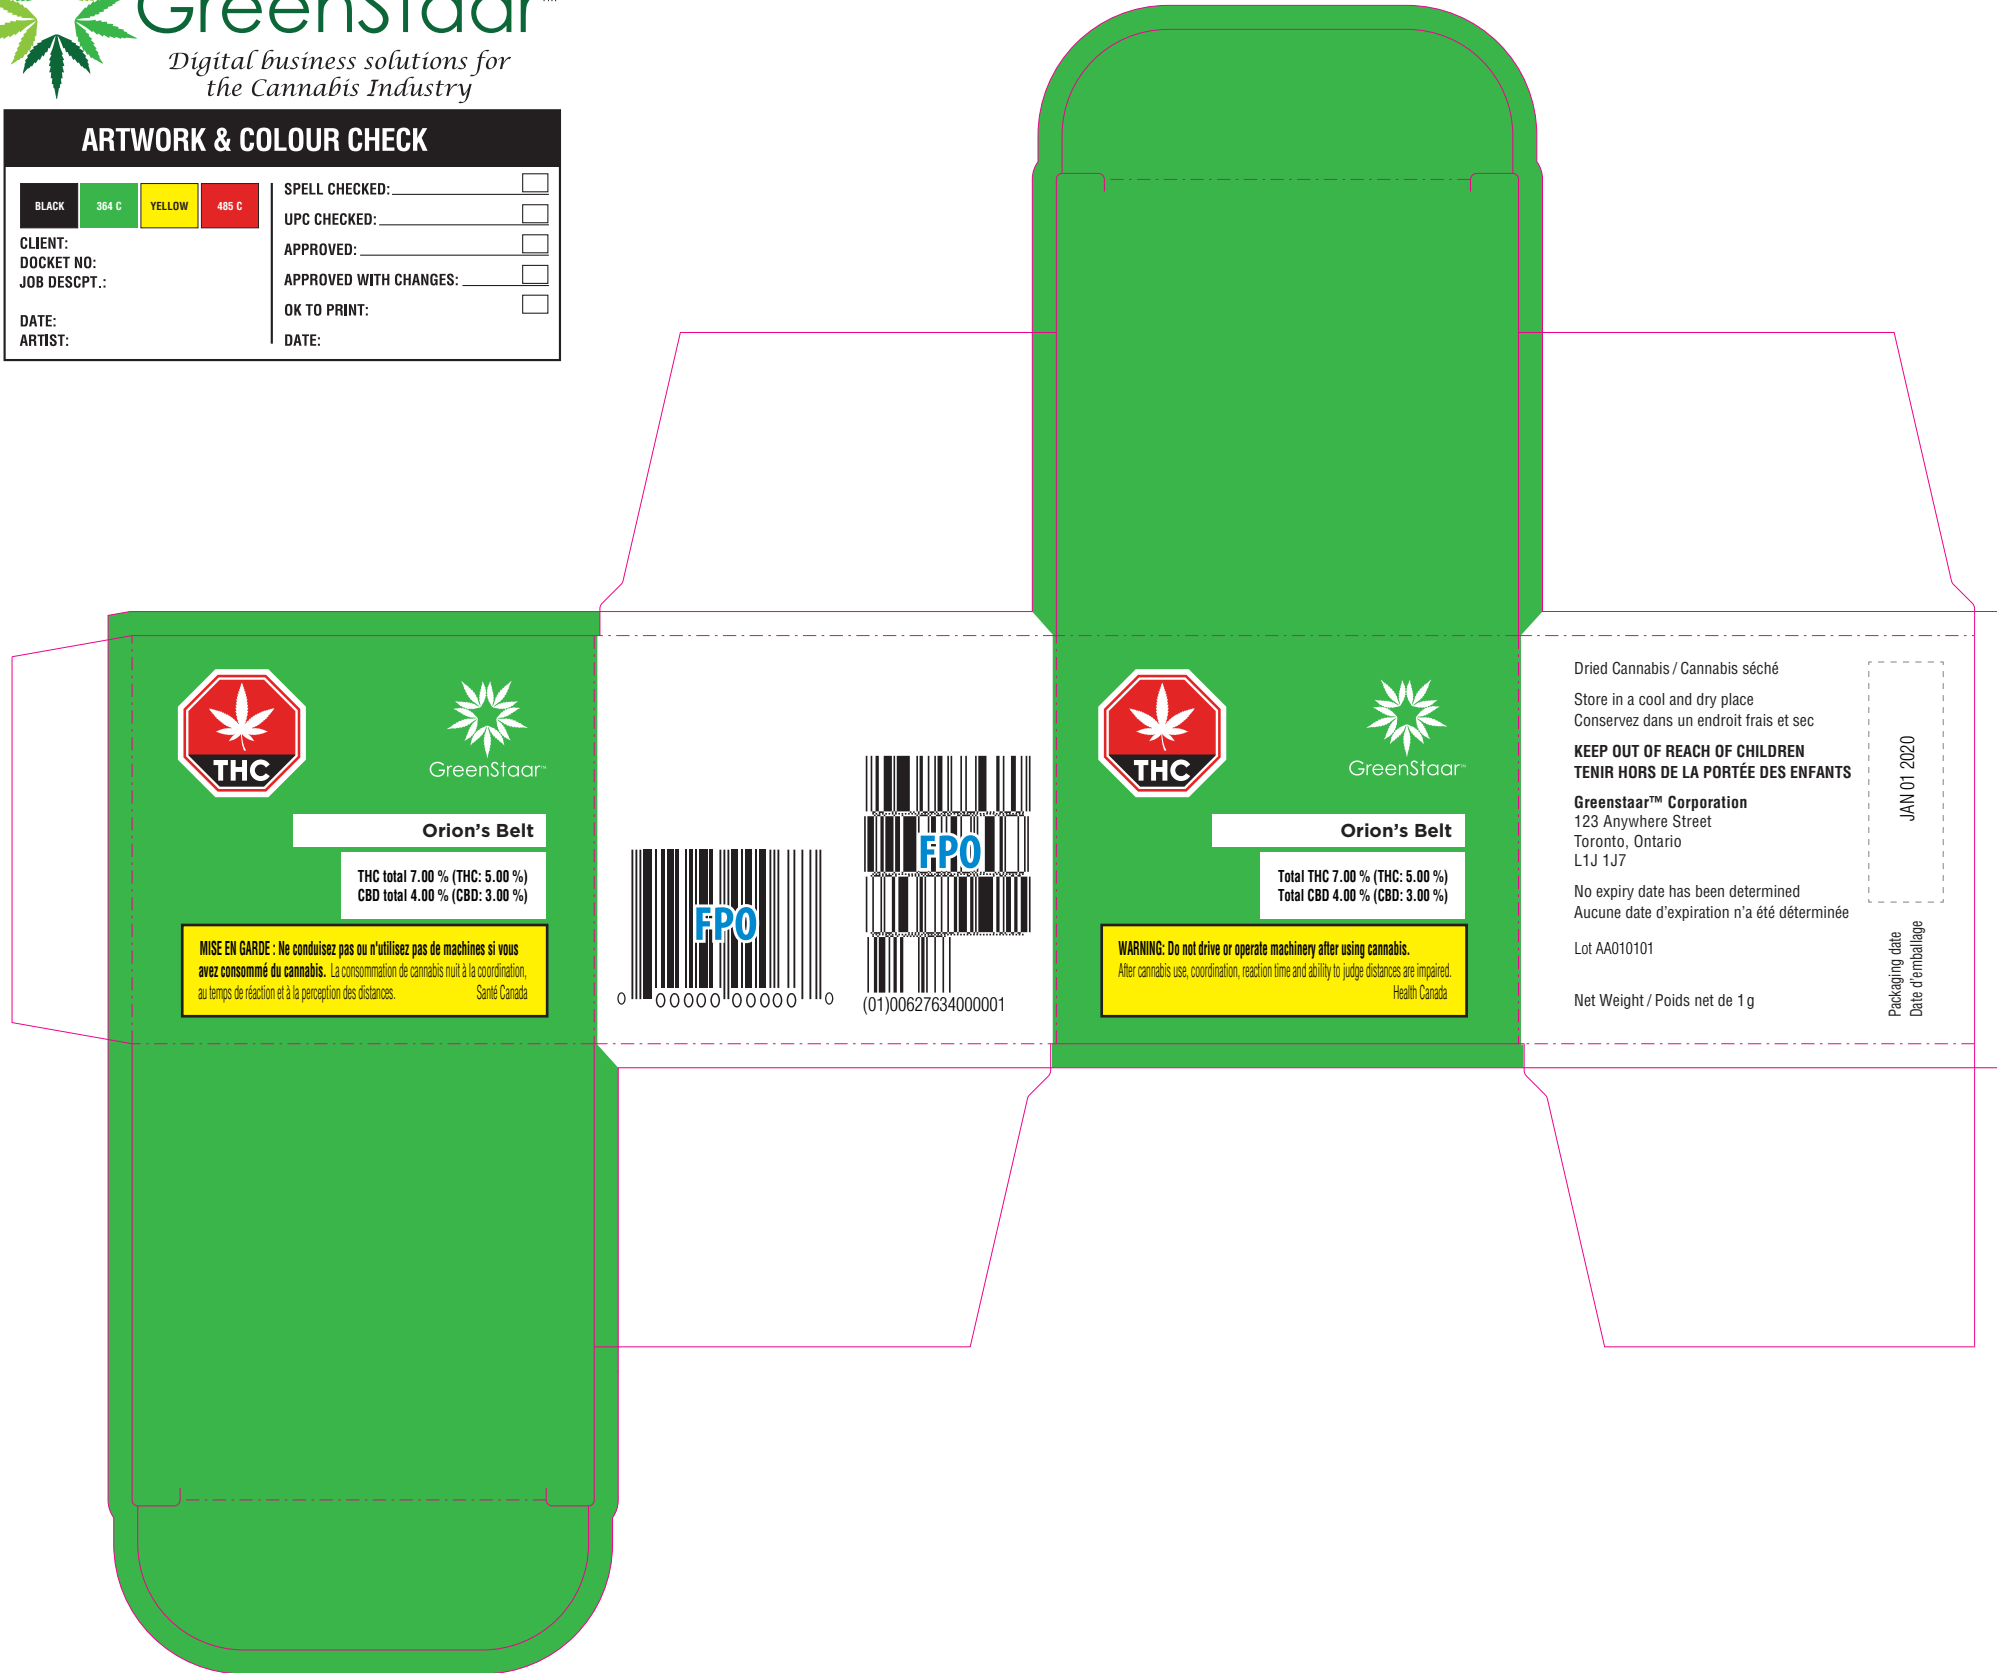 GreenStaar™
Digital business solutions for
the Cannabis Industry
ARTWORK & COLOUR CHECK
BLACK
364 C
YELLOW
485 C
CLIENT:
DOCKET NO:
JOB DESCPT.:
DATE:
ARTIST:
SPELL CHECKED:
UPC CHECKED:
APPROVED:
APPROVED WITH CHANGES:
OK TO PRINT:
DATE:
THC
GreenStaar™
Orion's Belt
THC total 7.00 % (THC: 5.00 %)
CBD total 4.00 % (CBD: 3.00 %)
MISE EN GARDE : Ne conduisez pas ou n'utilisez pas de machines si vous
avez consommé du cannabis. La consommation de cannabis nuit à la coordination,
au temps de réaction et à la perception des distances.
Santé Canada
FPO
0 00000 00000 0
FPO
(01)00627634000001
THC
GreenStaar™
Orion's Belt
Total THC 7.00 % (THC: 5.00 %)
Total CBD 4.00 % (CBD: 3.00 %)
WARNING: Do not drive or operate machinery after using cannabis.
After cannabis use, coordination, reaction time and ability to judge distances are impaired.
Health Canada
Dried Cannabis / Cannabis séché
Store in a cool and dry place
Conservez dans un endroit frais et sec
KEEP OUT OF REACH OF CHILDREN
TENIR HORS DE LA PORTÉE DES ENFANTS
Greenstaar™ Corporation
123 Anywhere Street
Toronto, Ontario
L1J 1J7
No expiry date has been determined
Aucune date d'expiration n'a été déterminée
Lot AA010101
Net Weight / Poids net de 1 g
JAN 01 2020
Packaging date
Date d'emballage